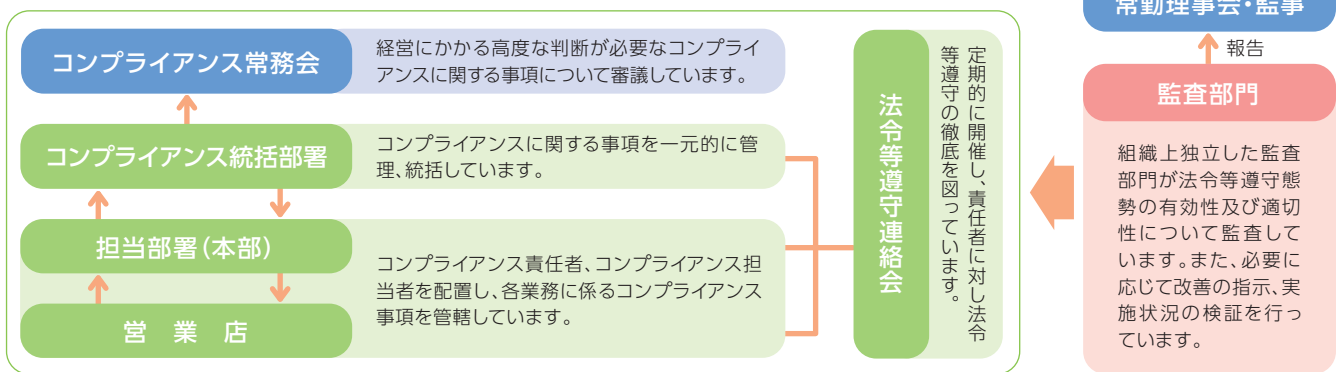 コンプライアンス常務会
経営にかかる高度な判断が必要なコンプライ
アンスに関する事項について審議しています。
コンプライアンス統括部署
コンプライアンスに関する事項を一元的に管
理、統括しています。
担当部署（本部）
営業店
コンプライアンス責任者、コンプライアンス担
当者を配置し、各業務に係るコンプライアンス
事項を管轄しています。
法令等遵守連絡会
定期的に開催し、責任者に対し法令
等遵守の徹底を図っています。
常勤理事会・監事
報告
監査部門
組織上独立した監査
部門が法令等遵守態
勢の有効性及び適切
性について監査して
います。また、必要に
応じて改善の指示、実
施状況の検証を行っ
ています。